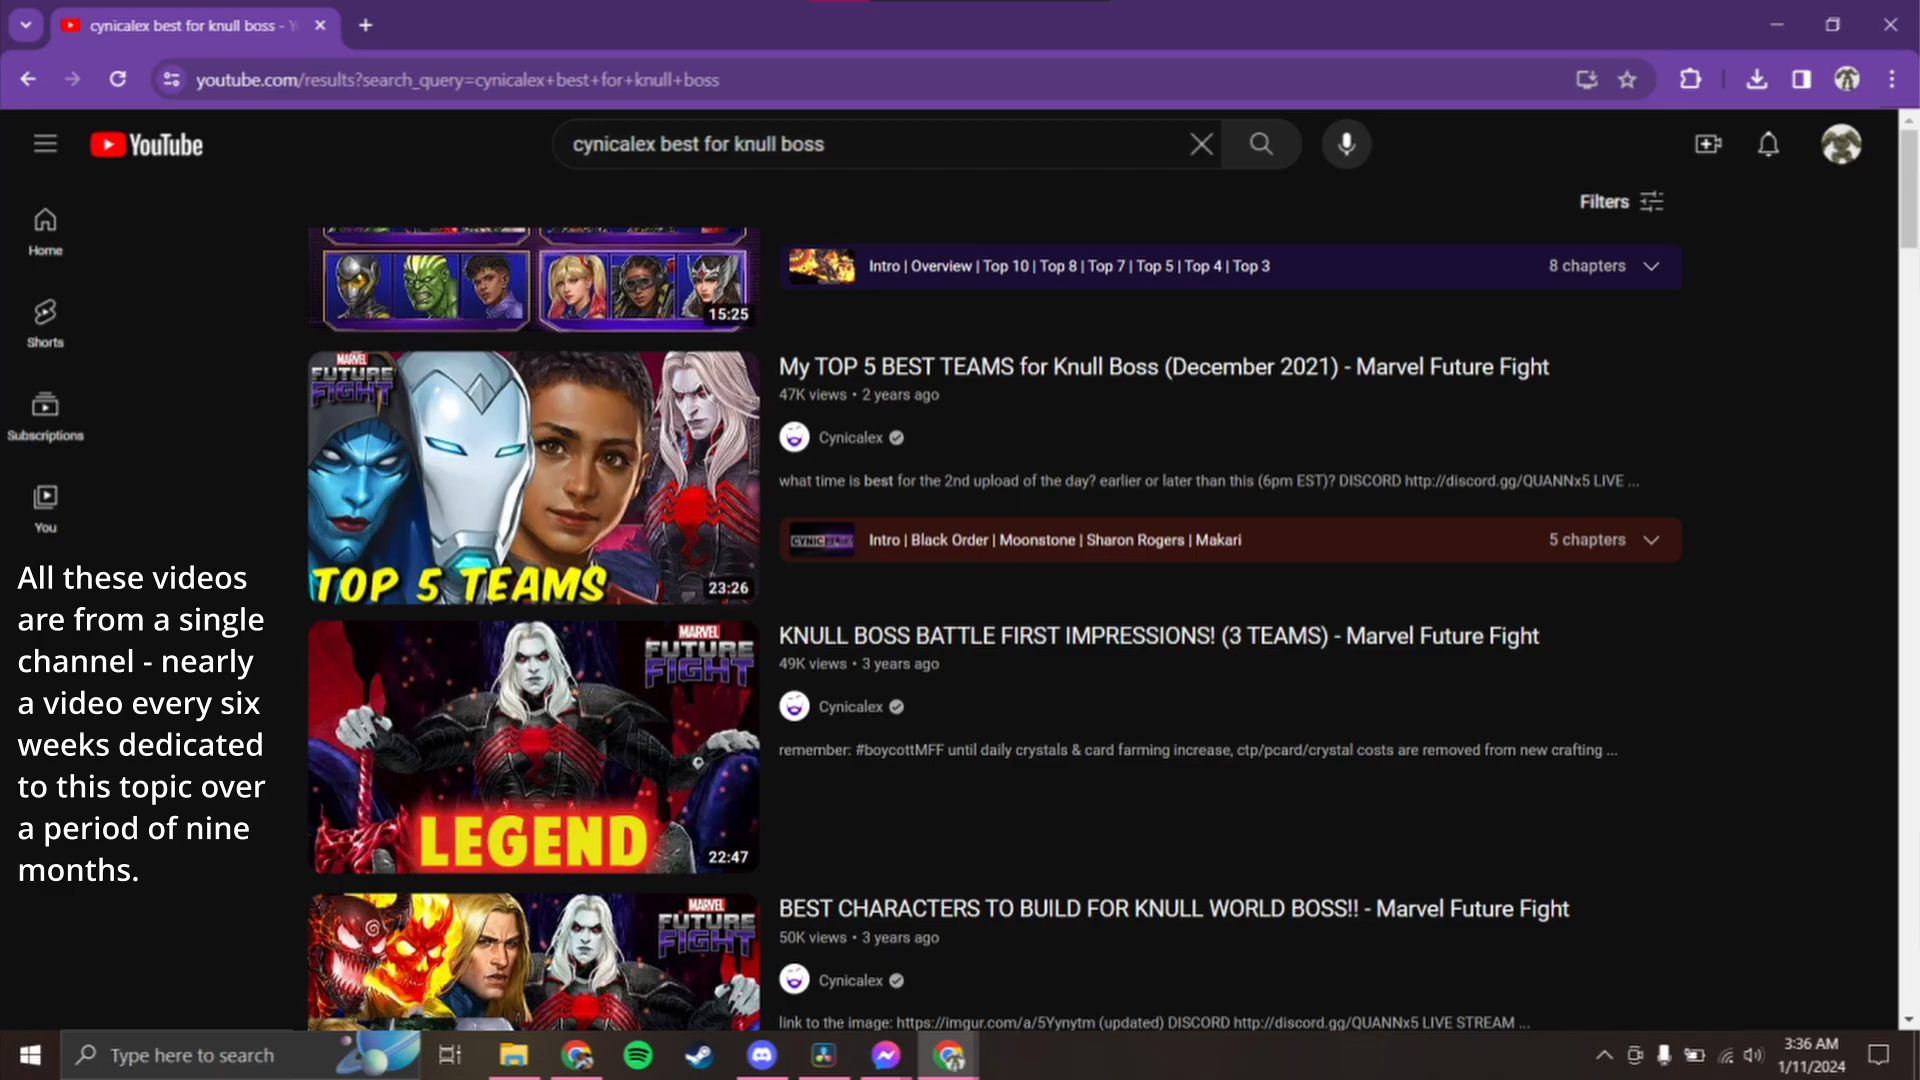 cynicalex best for knull boss - Y
youtube.com/results?search_query=cynicalex+best+for+knull+boss
YouTube
cynicalex best for knull boss
Filters
Home
Shorts
Subscriptions
You
15:25
Intro | Overview | Top 10 | Top 8 | Top 7 | Top 5 | Top 4 | Top 3
8 chapters
MARVEL
FUTURE
FIGHT
TOP 5 TEAMS
23:26
My TOP 5 BEST TEAMS for Knull Boss (December 2021) - Marvel Future Fight
47K views • 2 years ago
Cynicalex
what time is best for the 2nd upload of the day? earlier or later than this (6pm EST)? DISCORD http://discord.gg/QUANNx5 LIVE ...
Intro | Black Order | Moonstone | Sharon Rogers | Makari
5 chapters
All these videos
are from a single
channel - nearly
a video every six
weeks dedicated
to this topic over
a period of nine
months.
MARVEL
FUTURE
FIGHT
LEGEND
22:47
KNULL BOSS BATTLE FIRST IMPRESSIONS! (3 TEAMS) - Marvel Future Fight
49K views • 3 years ago
Cynicalex
remember: #boycottMFF until daily crystals & card farming increase, ctp/pcard/crystal costs are removed from new crafting ...
MARVEL
FUTURE
FIGHT
BEST CHARACTERS TO BUILD FOR KNULL WORLD BOSS!! - Marvel Future Fight
50K views • 3 years ago
Cynicalex
link to the image: https://imgur.com/a/5Yynytm (updated) DISCORD http://discord.gg/QUANNx5 LIVE STREAM ...
Type here to search
3:36 AM
1/11/2024